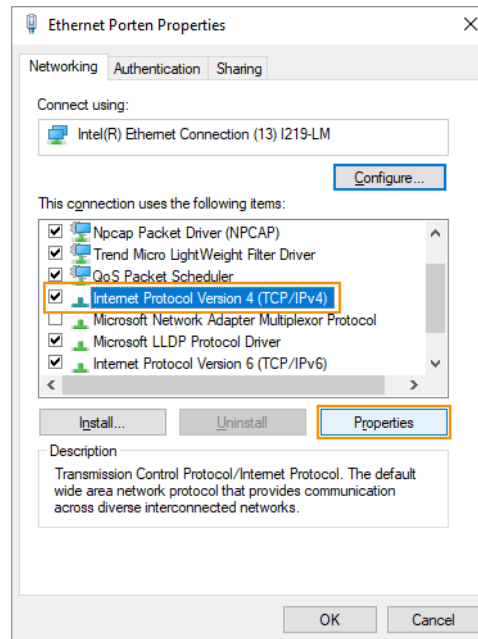 Ethernet Porten Properties
Networking Authentication Sharing
Connect using:
Intel(R) Ethernet Connection (13) I219-LM
Configure...
This connection uses the following items:
Npcap Packet Driver (NPCAP)
Trend Micro LightWeight Filter Driver
QoS Packet Scheduler
Internet Protocol Version 4 (TCP/IPv4)
Microsoft Network Adapter Multiplexor Protocol
Microsoft LLDP Protocol Driver
Internet Protocol Version 6 (TCP/IPv6)
Install... Uninstall Properties
Description
Transmission Control Protocol/Internet Protocol. The default
wide area network protocol that provides communication
across diverse interconnected networks.
OK Cancel